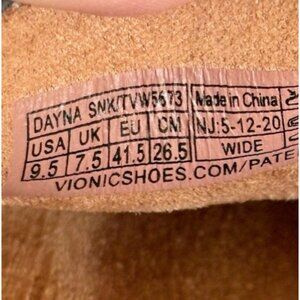 DAYNA SNK/TVW5673 Made in China
USA UK EU CM NJ:5-12-20
9.5 7.5 41.5 26.5 WIDE
VIONICSHOES.COM/PATE